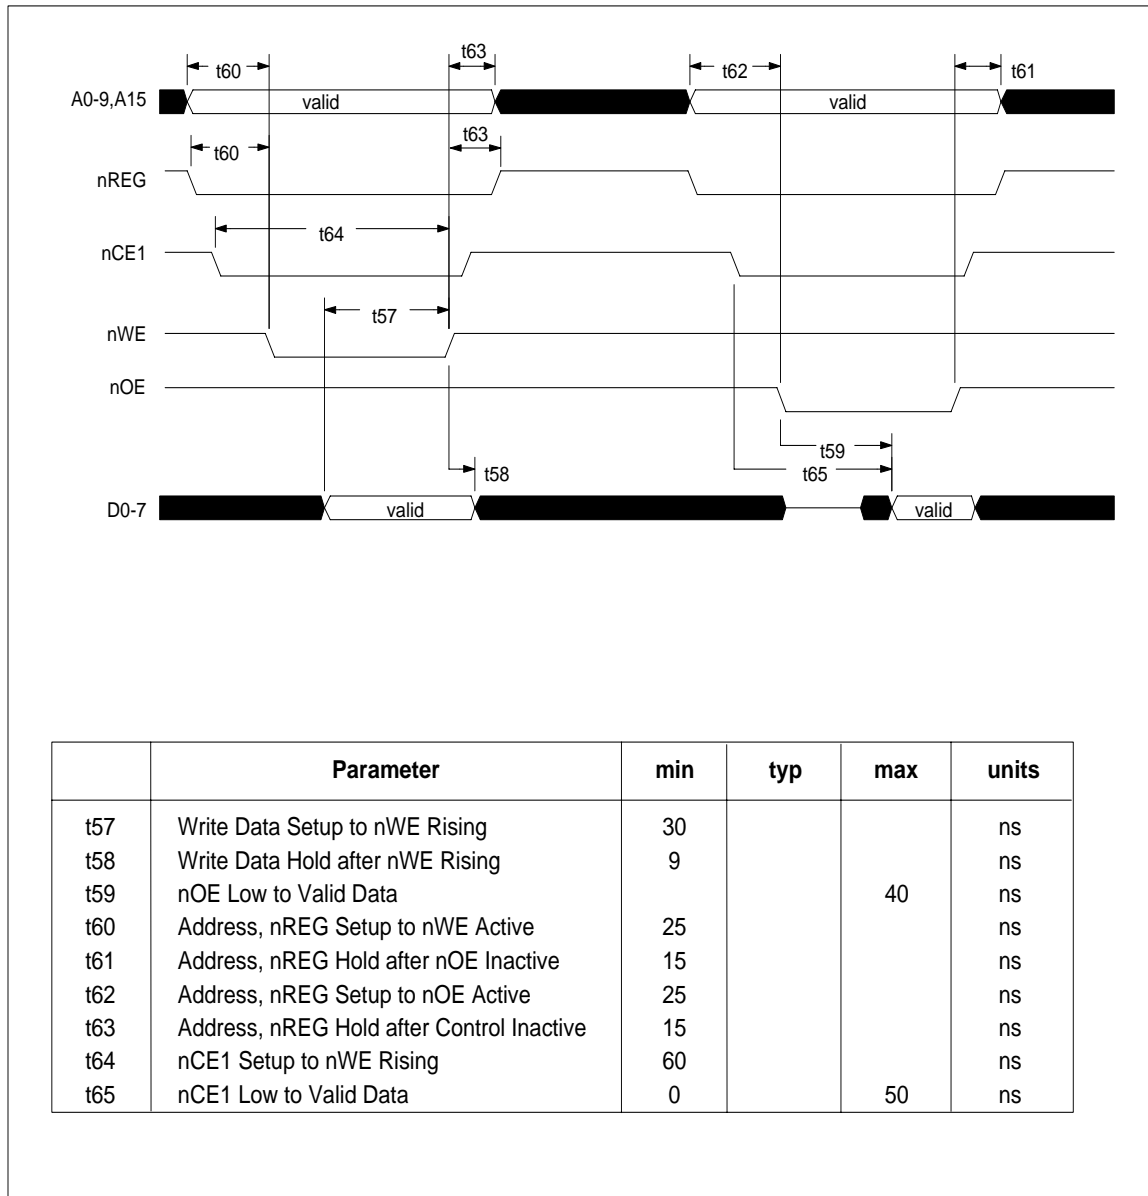 t63
t60 t62 t61
A0-9,A15 valid valid
t63
t60
nREG
t64
nCE1
t57
nWE
nOE
t59
t58 t65
D0-7 valid valid
Parameter min typ max units
t57 Write Data Setup to nWE Rising 30 ns
t58 Write Data Hold after nWE Rising 9 ns
t59 nOE Low to Valid Data 40 ns
t60 Address, nREG Setup to nWE Active 25 ns
t61 Address, nREG Hold after nOE Inactive 15 ns
t62 Address, nREG Setup to nOE Active 25 ns
t63 Address, nREG Hold after Control Inactive 15 ns
t64 nCE1 Setup to nWE Rising 60 ns
t65 nCE1 Low to Valid Data 0 50 ns